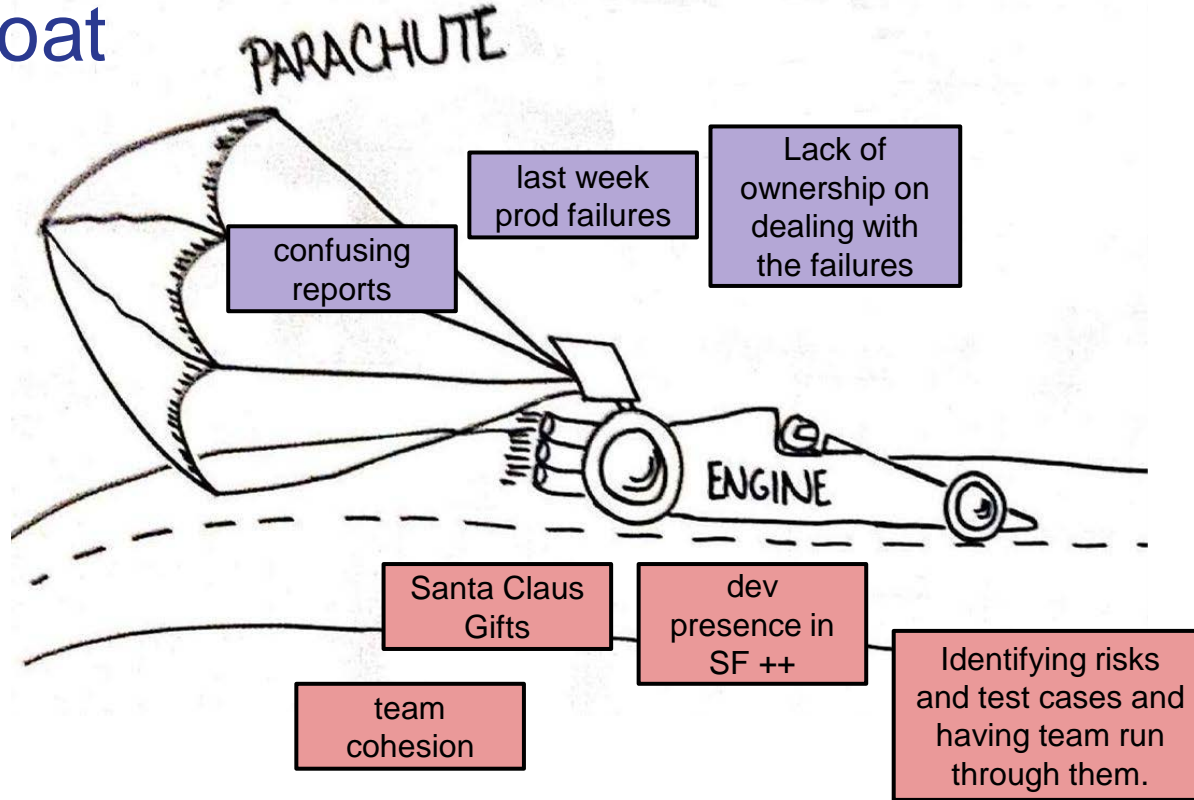 oat
PARACHUTE
last week
prod failures
Lack of
ownership on
dealing with
the failures
confusing
reports
ENGINE
Santa Claus
Gifts
dev
presence in
SF ++
Identifying risks
and test cases and
having team run
through them.
team
cohesion